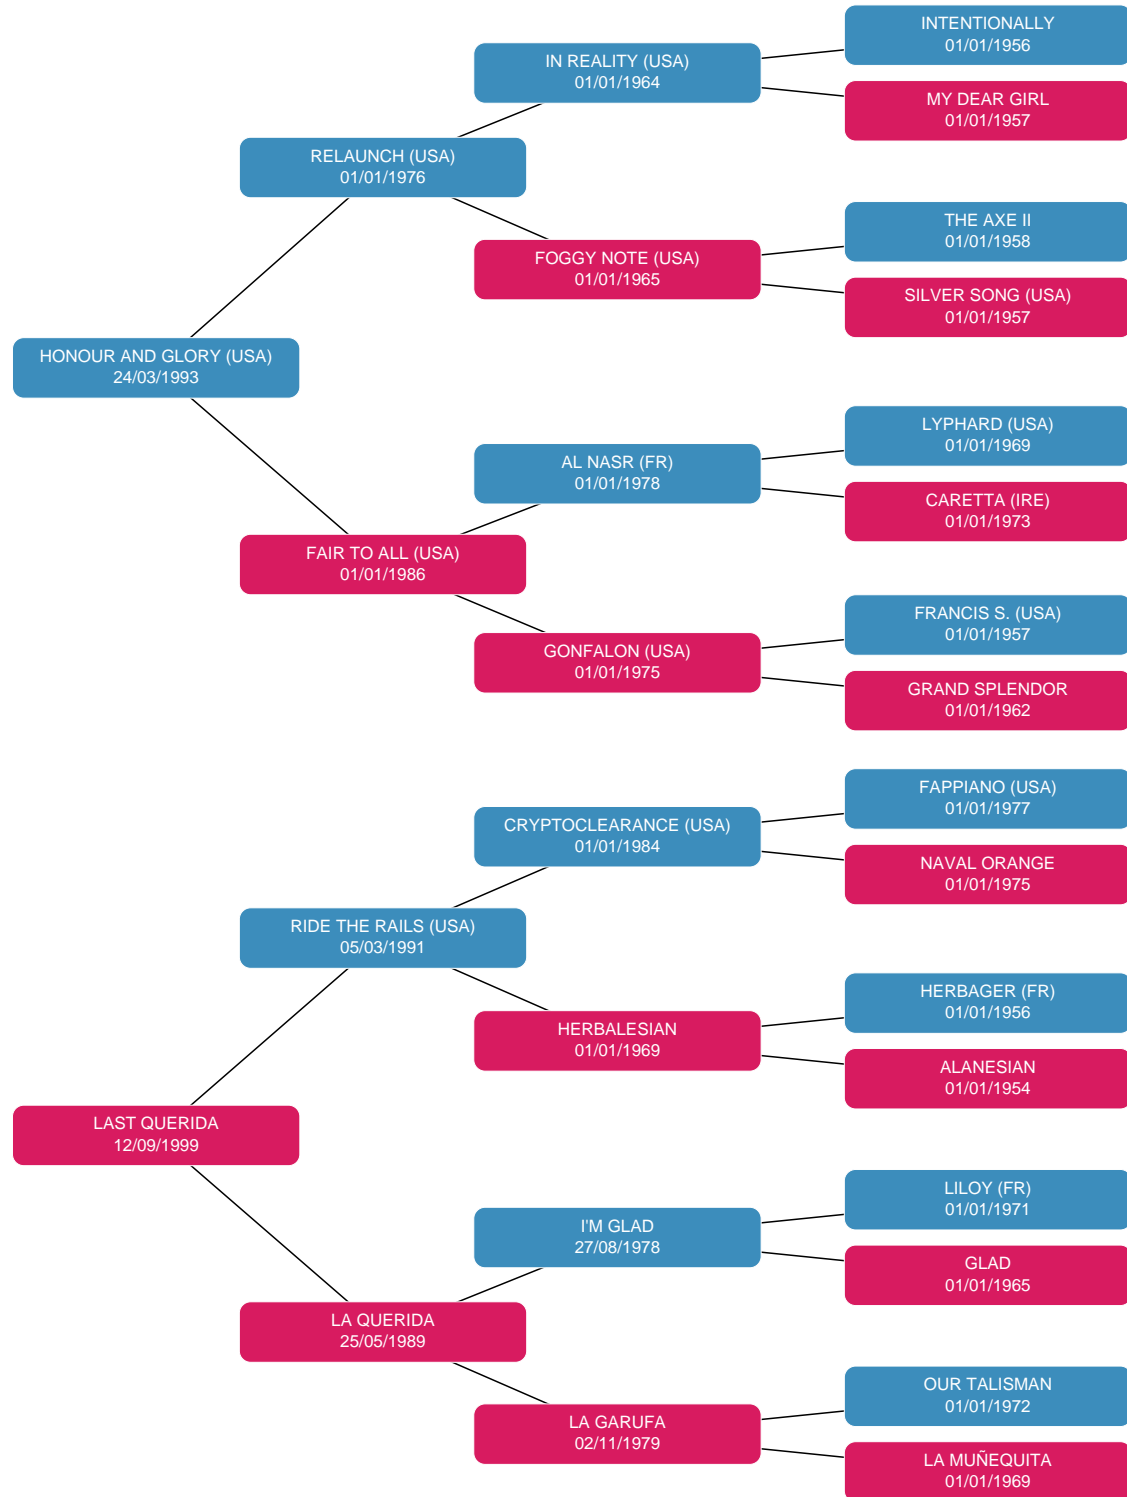 INTENTIONALLY
01/01/1956
IN REALITY (USA)
01/01/1964
MY DEAR GIRL
01/01/1957
RELAUNCH (USA)
01/01/1976
THE AXE II
01/01/1958
FOGGY NOTE (USA)
01/01/1965
SILVER SONG (USA)
01/01/1957
HONOUR AND GLORY (USA)
24/03/1993
LYPHARD (USA)
01/01/1969
AL NASR (FR)
01/01/1978
CARETTA (IRE)
01/01/1973
FAIR TO ALL (USA)
01/01/1986
FRANCIS S. (USA)
01/01/1957
GONFALON (USA)
01/01/1975
GRAND SPLENDOR
01/01/1962
FAPPIANO (USA)
01/01/1977
CRYPTOCLEARANCE (USA)
01/01/1984
NAVAL ORANGE
01/01/1975
RIDE THE RAILS (USA)
05/03/1991
HERBAGER (FR)
01/01/1956
HERBALESIAN
01/01/1969
ALANESIAN
01/01/1954
LAST QUERIDA
12/09/1999
LILOY (FR)
01/01/1971
I'M GLAD
27/08/1978
GLAD
01/01/1965
LA QUERIDA
25/05/1989
OUR TALISMAN
01/01/1972
LA GARUFA
02/11/1979
LA MUÑEQUITA
01/01/1969